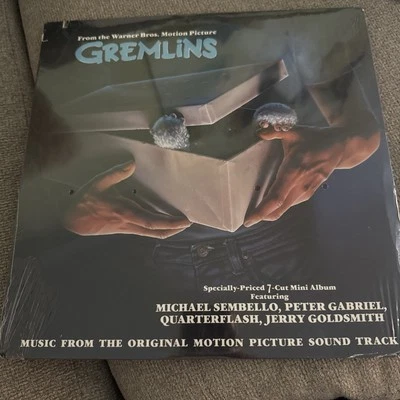 From the Warner Bros. Motion Picture
GREMLiNS
Specially-Priced 7-Cut Mini Album
Featuring
MICHAEL SEMBELLO, PETER GABRIEL,
QUARTERFLASH, JERRY GOLDSMITH
MUSIC FROM THE ORIGINAL MOTION PICTURE SOUND TRACK